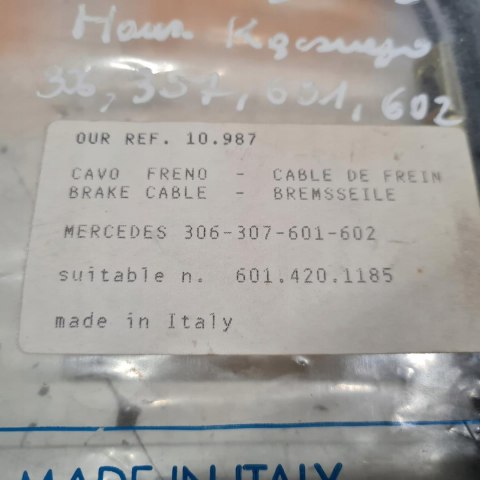 306, 357, 601, 602
OUR REF. 10.987
CAVO FRENO - CABLE DE FREIN
BRAKE CABLE - BREMSSEILE
MERCEDES 306-307-601-602
suitable n. 601.420.1185
made in Italy
MADE IN ITALY